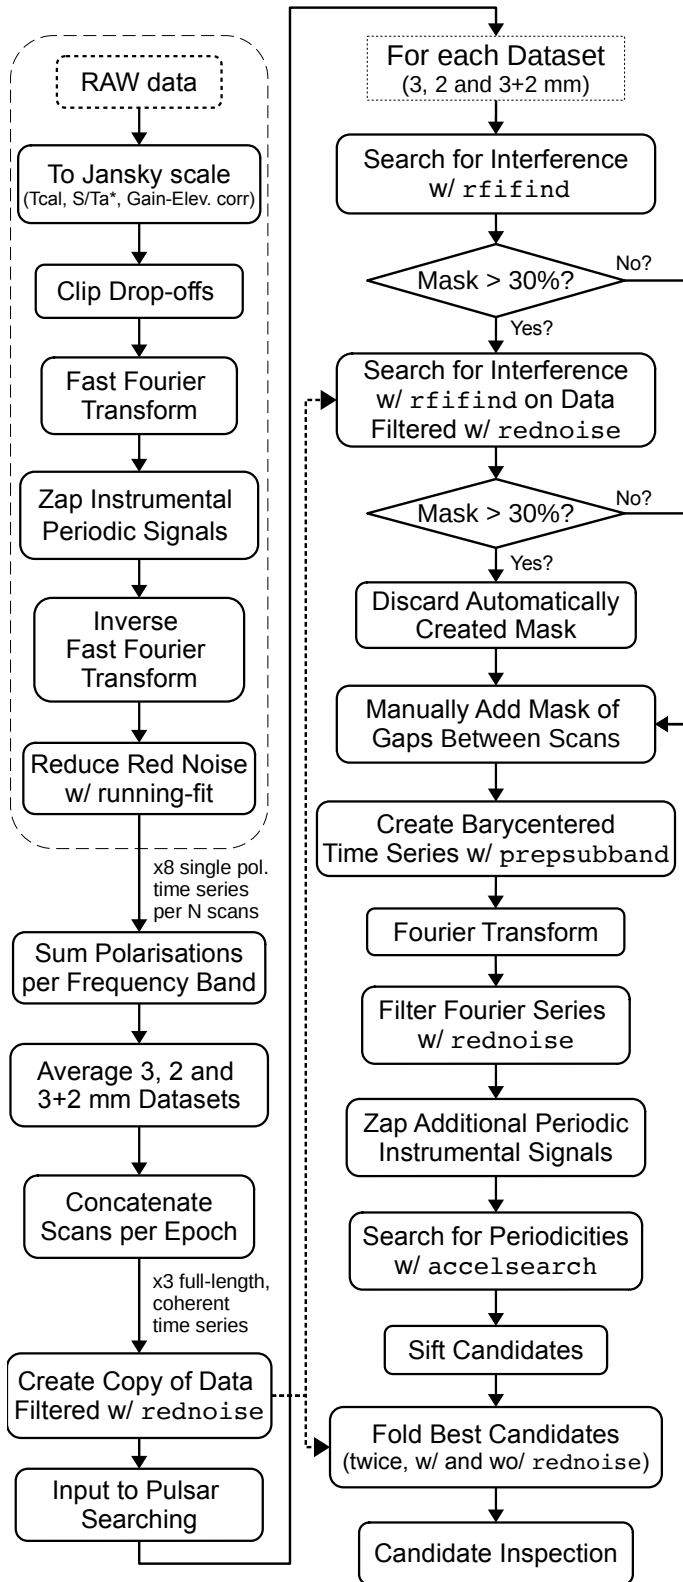 RAW data
To Jansky scale
(Tcal, S/Ta*, Gain-Elev. corr)
Clip Drop-offs
Fast Fourier
Transform
Zap Instrumental
Periodic Signals
Inverse
Fast Fourier
Transform
Reduce Red Noise
w/ running-fit
x8 single pol.
time series
per N scans
Sum Polarisations
per Frequency Band
Average 3, 2 and
3+2 mm Datasets
Concatenate
Scans per Epoch
x3 full-length,
coherent
time series
Create Copy of Data
Filtered w/ rednoise
Input to Pulsar
Searching
For each Dataset
(3, 2 and 3+2 mm)
Search for Interference
w/ rfifind
Mask > 30%?
No?
Yes?
Search for Interference
w/ rfifind on Data
Filtered w/ rednoise
Mask > 30%?
No?
Yes?
Discard Automatically
Created Mask
Manually Add Mask of
Gaps Between Scans
Create Barycentered
Time Series w/ prepsubband
Fourier Transform
Filter Fourier Series
w/ rednoise
Zap Additional Periodic
Instrumental Signals
Search for Periodicities
w/ accelsearch
Sift Candidates
Fold Best Candidates
(twice, w/ and wo/ rednoise)
Candidate Inspection